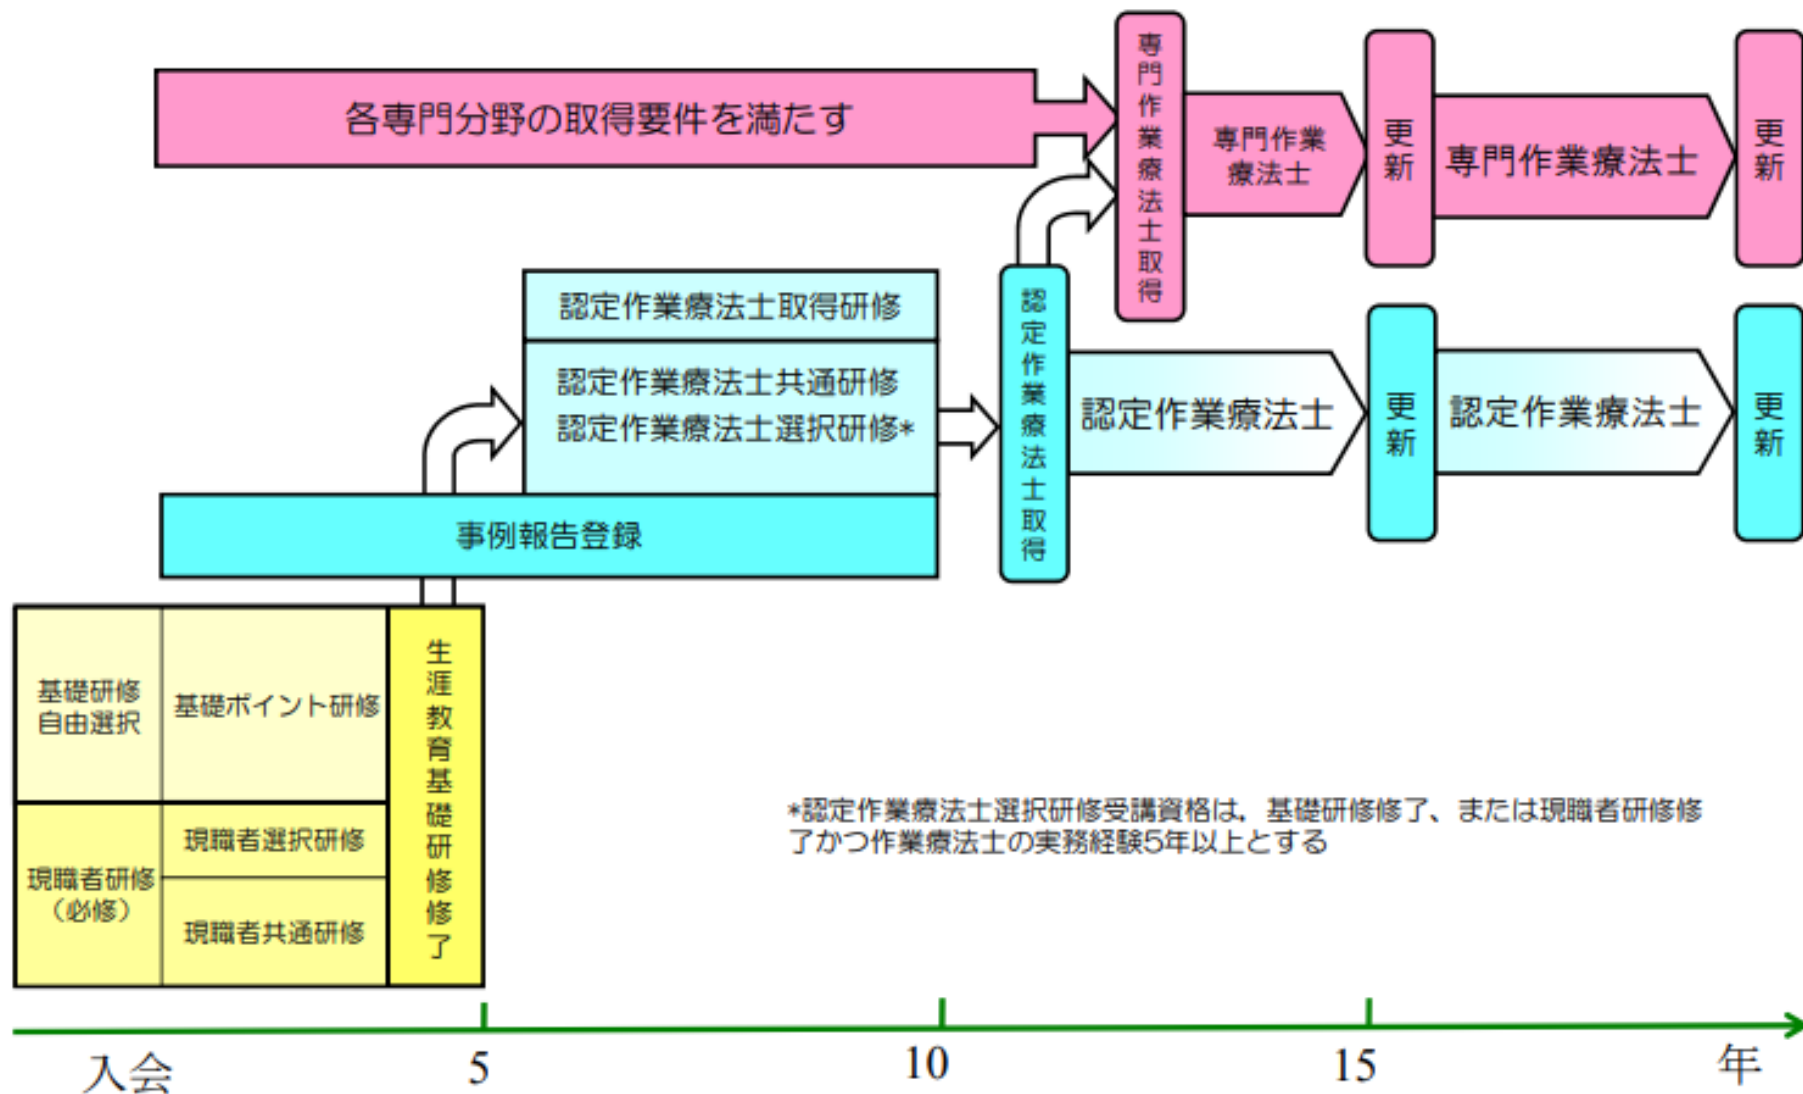 各専門分野の取得要件を満たす
専門作業療法士取得
専門作業
療法士
更新
専門作業療法士
更新
認定作業療法士取得研修
認定作業療法士共通研修
認定作業療法士選択研修*
事例報告登録
認定作業療法士取得
認定作業療法士
更新
認定作業療法士
更新
基礎研修
自由選択
基礎ポイント研修
現職者研修
（必修）
現職者選択研修
現職者共通研修
生涯教育基礎研修修了
*認定作業療法士選択研修受講資格は，基礎研修修了、または現職者研修修
了かつ作業療法士の実務経験5年以上とする
入会
5
10
15
年